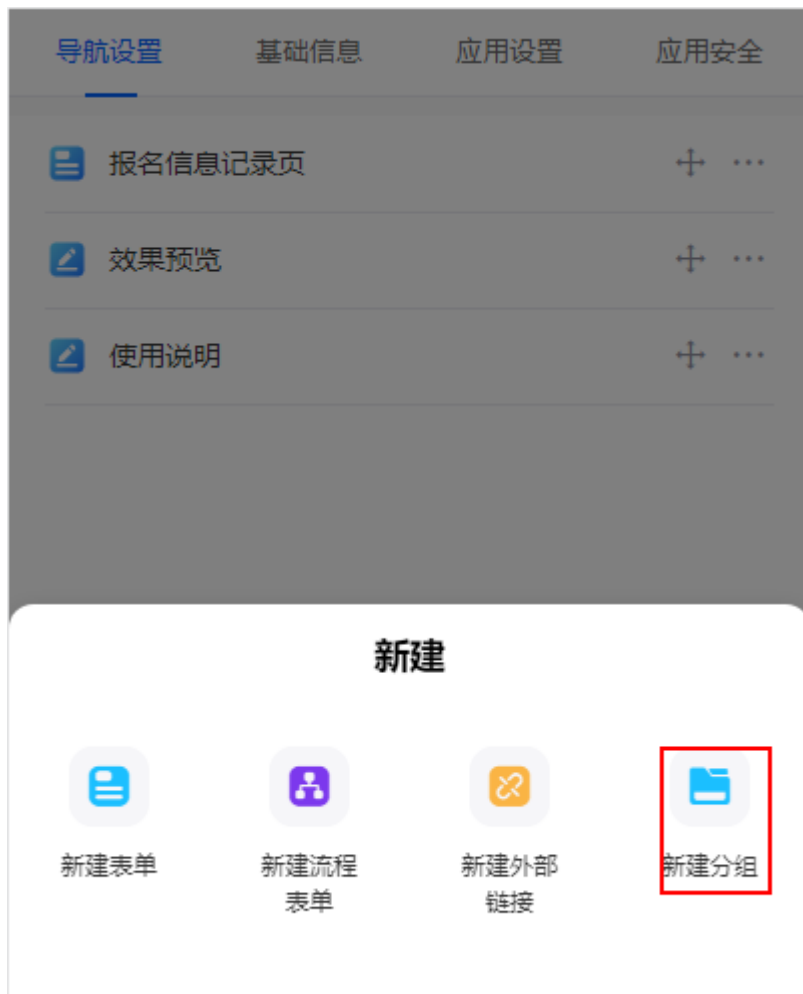 导航设置 基础信息 应用设置 应用安全
报名信息记录页
效果预览
使用说明
新建
新建表单 新建流程 新建外部 新建分组
表单 链接